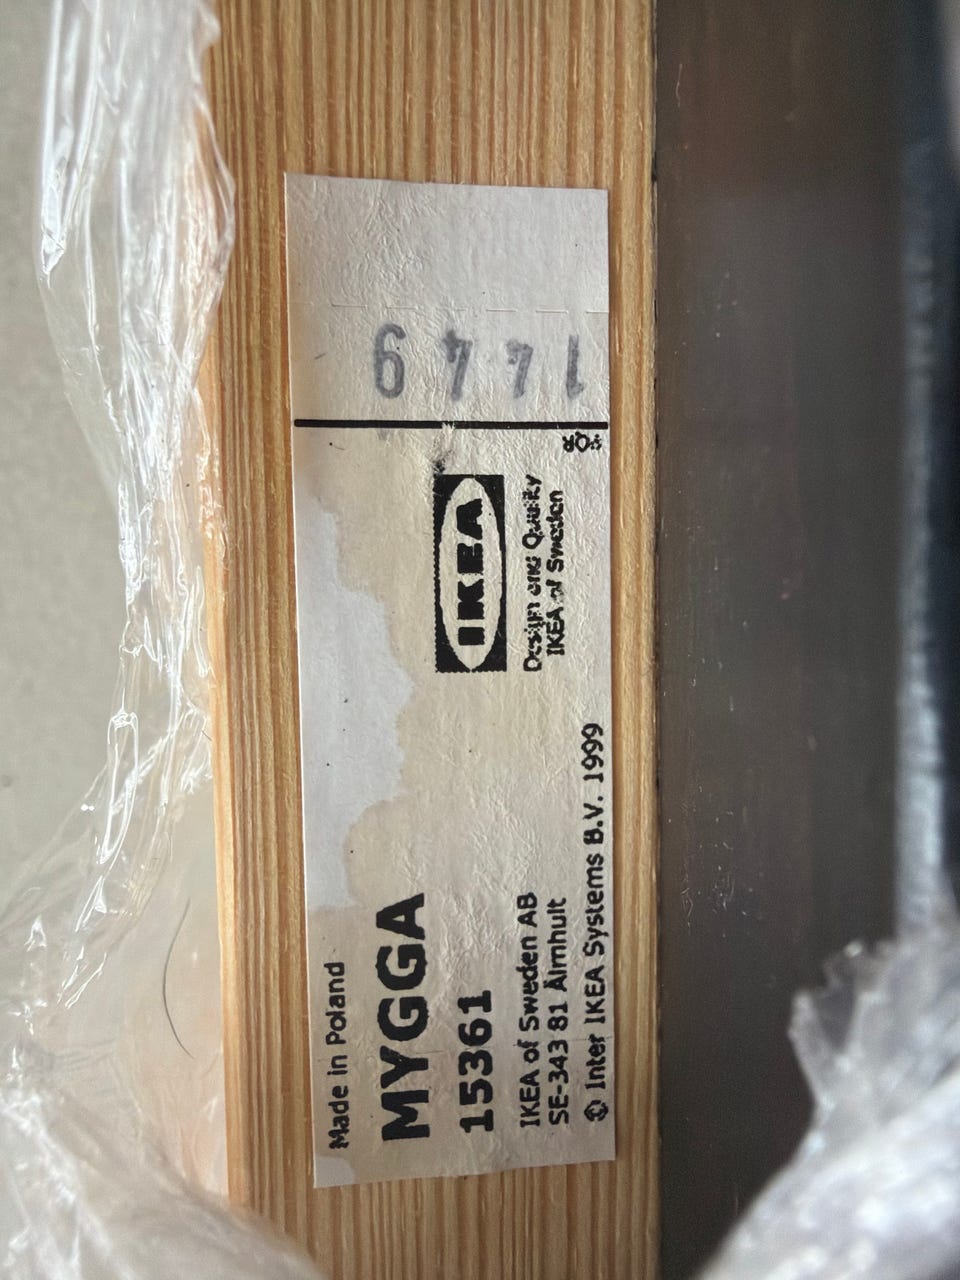 Made in Poland
MYGGA
15361
IKEA of Sweden AB
SE-343 81 Älmhult
© Inter IKEA Systems B.V. 1999
IKEA
Design and Quality
IKEA of Sweden
1449